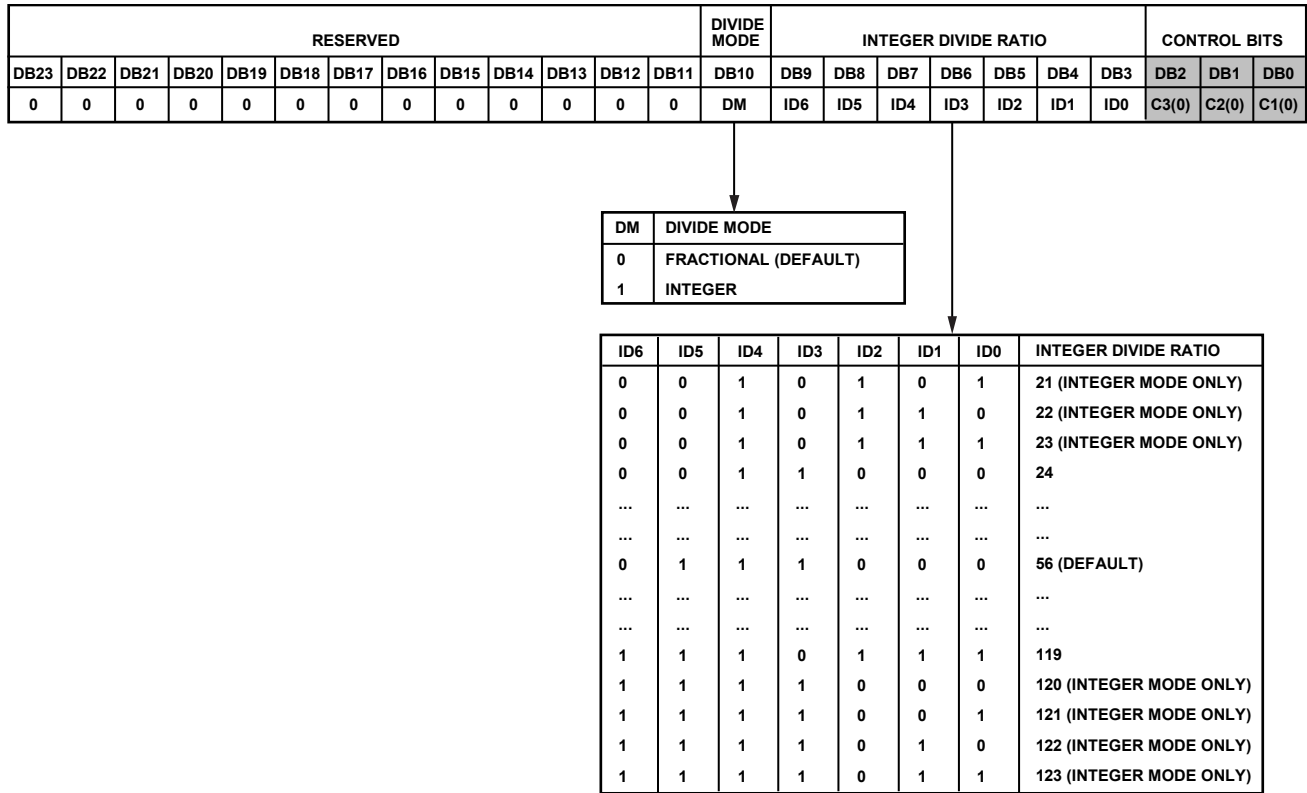 RESERVED DIVIDE MODE INTEGER DIVIDE RATIO CONTROL BITS
DB23 DB22 DB21 DB20 DB19 DB18 DB17 DB16 DB15 DB14 DB13 DB12 DB11 DB10 DB9 DB8 DB7 DB6 DB5 DB4 DB3 DB2 DB1 DB0
0 0 0 0 0 0 0 0 0 0 0 0 0 DM ID6 ID5 ID4 ID3 ID2 ID1 ID0 C3(0) C2(0) C1(0)
DM DIVIDE MODE
0 FRACTIONAL (DEFAULT)
1 INTEGER
ID6 ID5 ID4 ID3 ID2 ID1 ID0 INTEGER DIVIDE RATIO
0 0 1 0 1 0 1 21 (INTEGER MODE ONLY)
0 0 1 0 1 1 0 22 (INTEGER MODE ONLY)
0 0 1 0 1 1 1 23 (INTEGER MODE ONLY)
0 0 1 1 0 0 0 24
... ... ... ... ... ... ... ...
... ... ... ... ... ... ... ...
0 1 1 1 0 0 0 56 (DEFAULT)
... ... ... ... ... ... ... ...
... ... ... ... ... ... ... ...
1 1 1 0 1 1 1 119
1 1 1 1 0 0 0 120 (INTEGER MODE ONLY)
1 1 1 1 0 0 1 121 (INTEGER MODE ONLY)
1 1 1 1 0 1 0 122 (INTEGER MODE ONLY)
1 1 1 1 0 1 1 123 (INTEGER MODE ONLY)